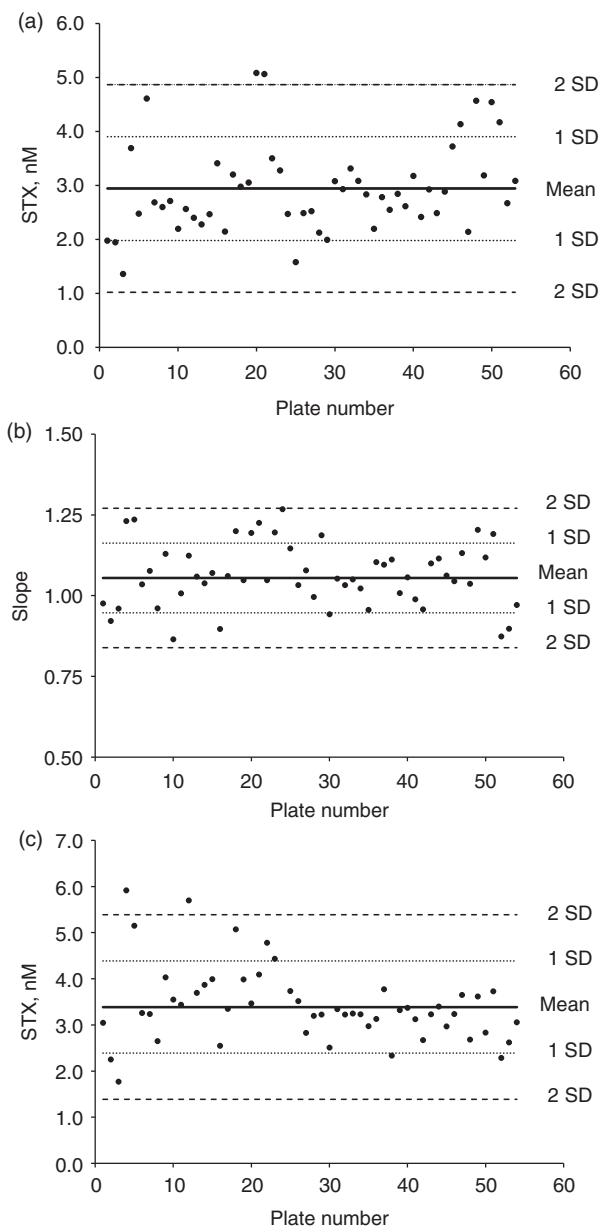 (a)
6.0
5.0
4.0
3.0
2.0
1.0
0.0
STX, nM
2 SD
1 SD
Mean
1 SD
2 SD
0 10 20 30 40 50 60
Plate number
(b)
1.50
1.25
1.00
0.75
0.50
Slope
2 SD
1 SD
Mean
1 SD
2 SD
0 10 20 30 40 50 60
Plate number
(c)
7.0
6.0
5.0
4.0
3.0
2.0
1.0
0.0
STX, nM
2 SD
1 SD
Mean
1 SD
2 SD
0 10 20 30 40 50 60
Plate number